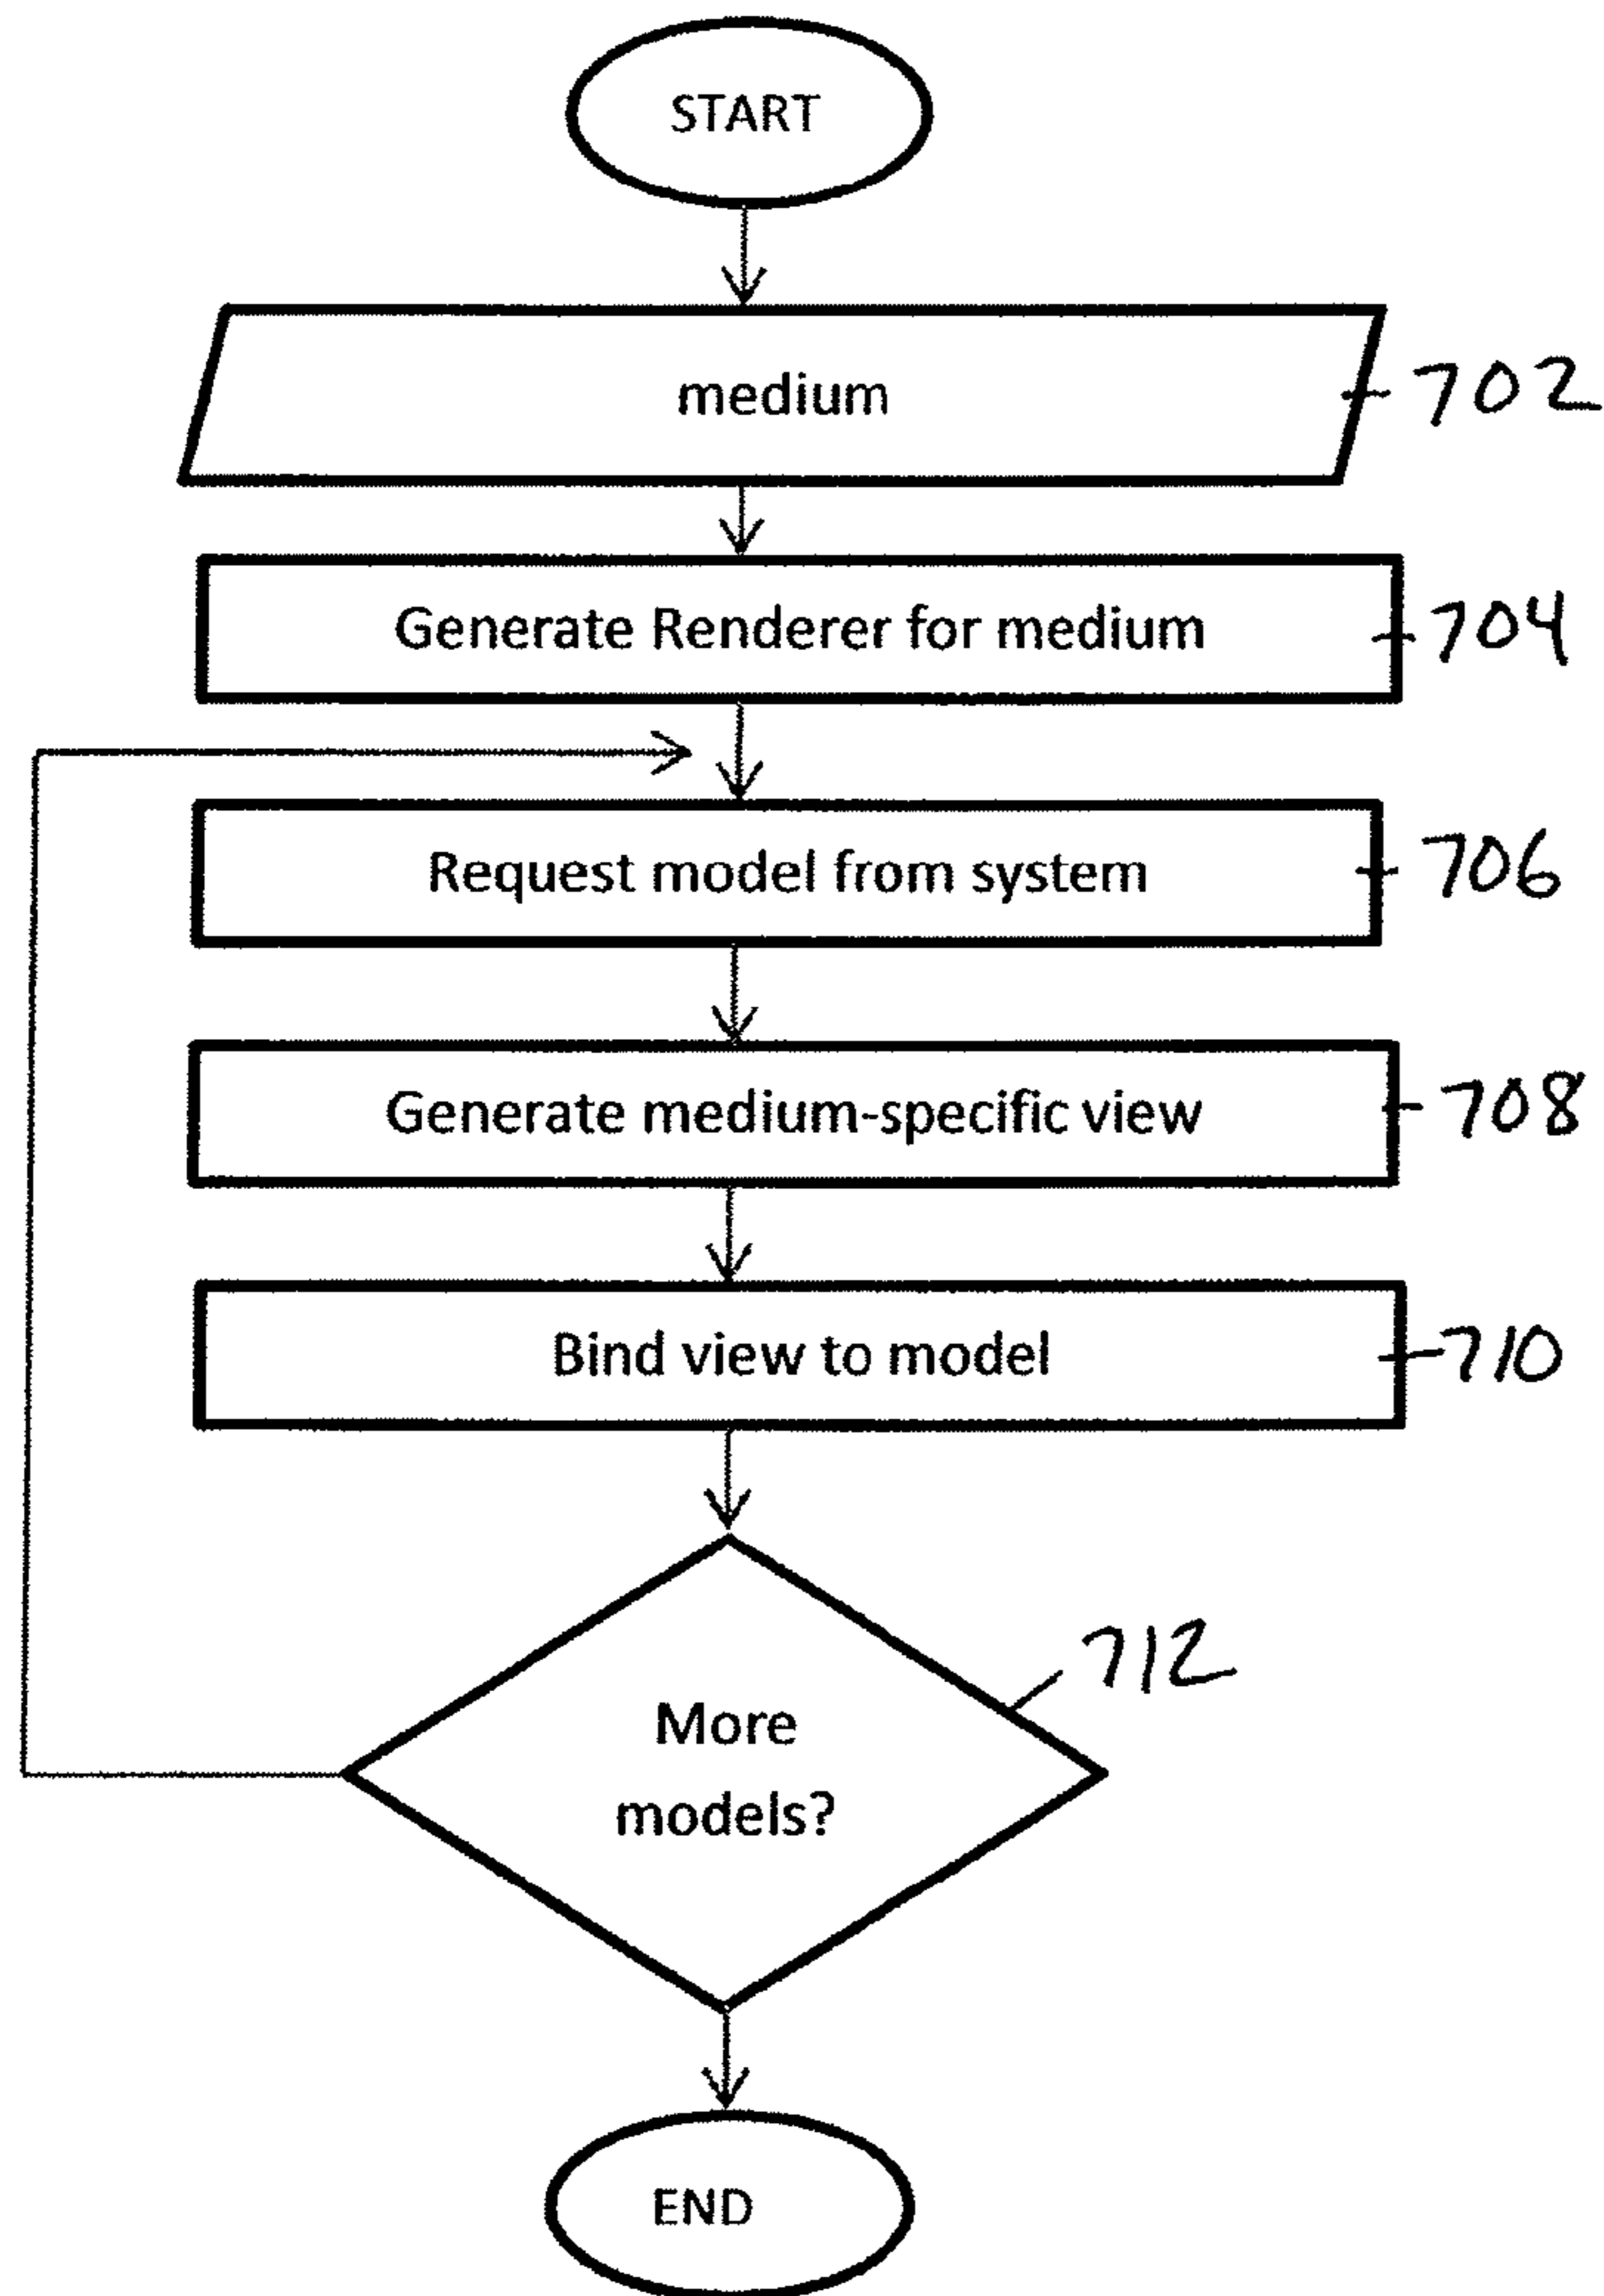 START
medium
702
Generate Renderer for medium
704
Request model from system
706
Generate medium-specific view
708
Bind view to model
710
712
More
models?
END